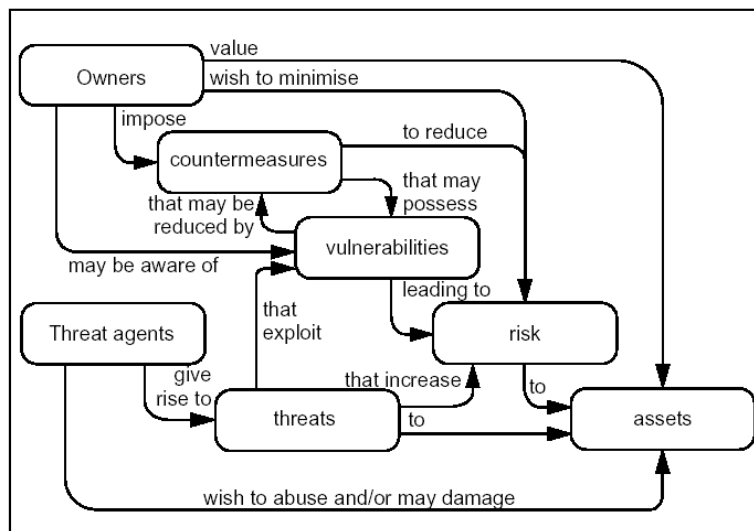 value
Owners
wish to minimise
impose
to reduce
countermeasures
that may be
reduced by
that may
possess
vulnerabilities
may be aware of
leading to
that
exploit
Threat agents
risk
give
rise to
that increase
to
threats
to
assets
wish to abuse and/or may damage